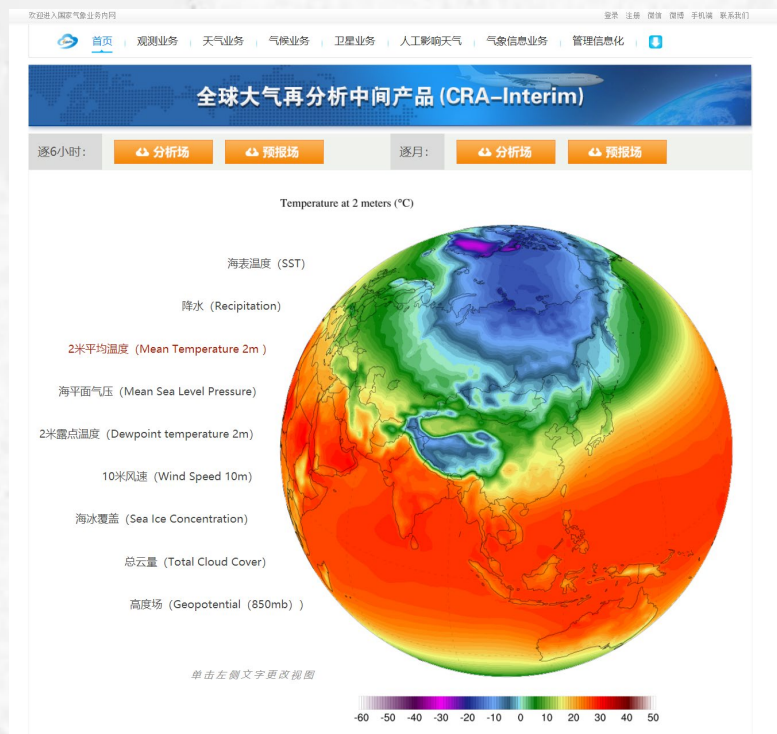 欢迎进入国家气象业务内网
登录 注册 微信 微博 手机端 联系我们
首页 观测业务 天气业务 气候业务 卫星业务 人工影响天气 气象信息业务 管理信息化
全球大气再分析中间产品(CRA-Interim)
逐6小时： 分析场 预报场 逐月： 分析场 预报场
Temperature at 2 meters (°C)
海表温度（SST）
降水（Recipitation）
2米平均温度（Mean Temperature 2m ）
海平面气压（Mean Sea Level Pressure）
2米露点温度（Dewpoint temperature 2m）
10米风速（Wind Speed 10m）
海冰覆盖（Sea Ice Concentration）
总云量（Total Cloud Cover）
高度场（Geopotential（850mb））
单击左侧文字更改视图
-60 -50 -40 -30 -20 -10 0 10 20 30 40 50